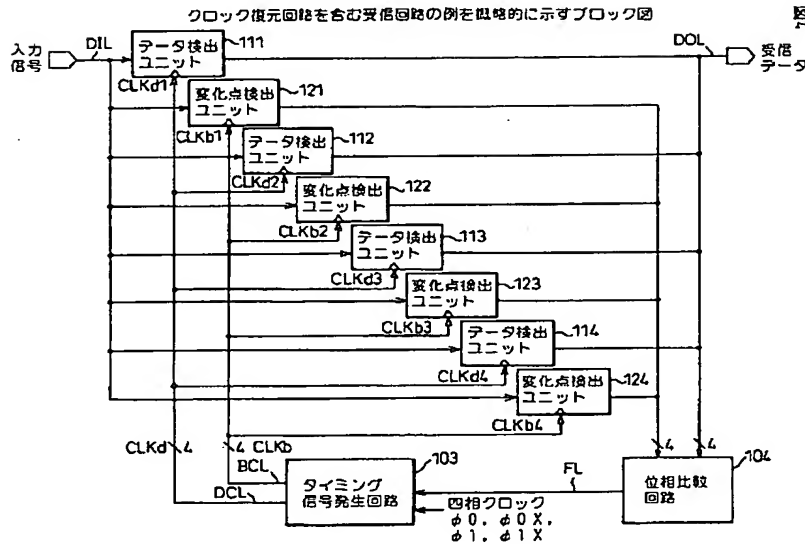 クロック復元回路を含む受信回路の例を概略的に示すブロック図
図
入力
信号
DIL
データ検出
ユニット
111
CLKd1
DOL
受信
データ
変化点検出
ユニット
121
CLKb1
データ検出
ユニット
112
CLKd2
変化点検出
ユニット
122
CLKb2
データ検出
ユニット
113
CLKd3
変化点検出
ユニット
123
CLKb3
データ検出
ユニット
114
CLKd4
変化点検出
ユニット
124
CLKb4
CLKd
4
4
CLKb
BCL
DCL
タイミング
信号発生回路
103
FL
四相クロック
φ0, φ0X,
φ1, φ1X
4
4
位相比較
回路
104